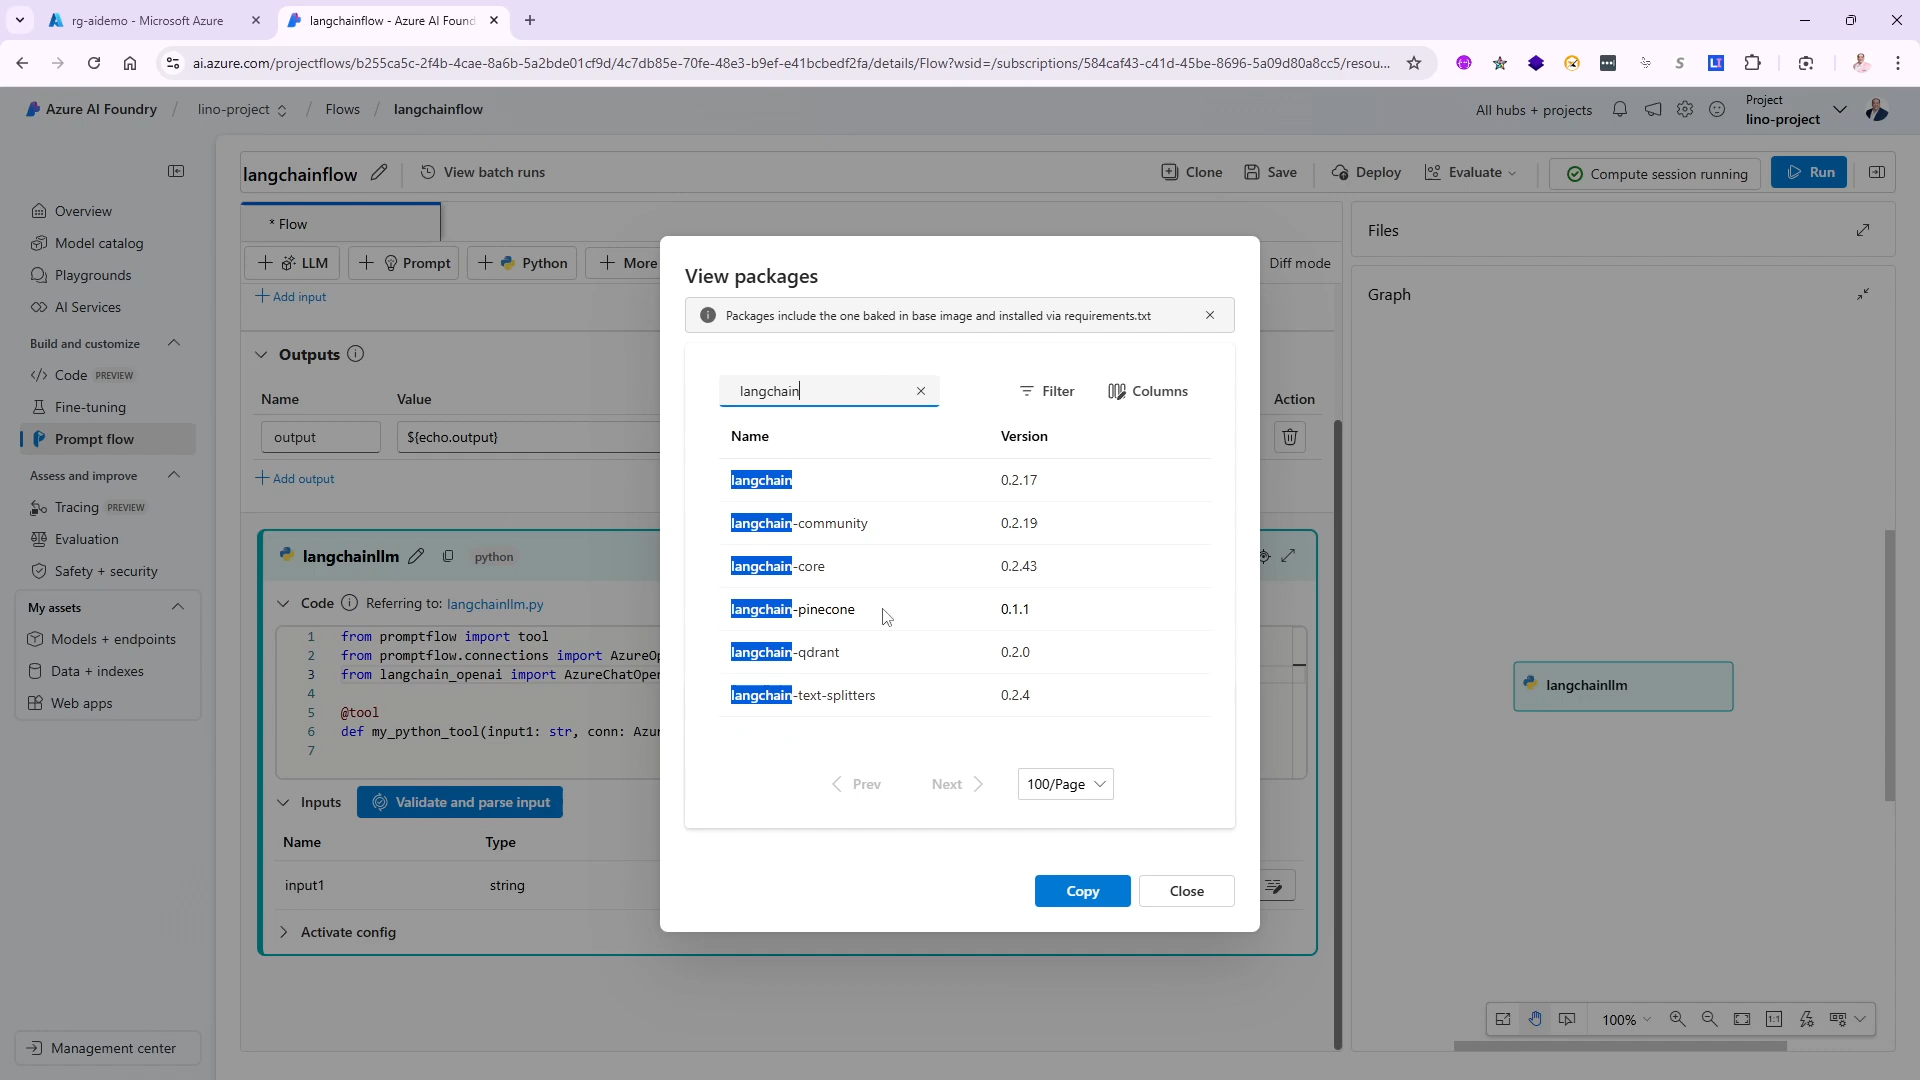 rg-aidemo - Microsoft Azure
langchainflow - Azure AI Found
ai.azure.com/projectflows/b255ca5c-2f4b-4cae-8a6b-5a2bde01cf9d/4c7db85e-70fe-48e3-b9ef-e41bcbedf2fa/details/Flow?wsid=/subscriptions/584caf43-c41d-45be-8696-5a09d80a8cc5/resou...
Azure AI Foundry / lino-project / Flows / langchainflow
All hubs + projects
Project
lino-project
langchainflow
View batch runs
Clone
Save
Deploy
Evaluate
Compute session running
Run
Overview
Model catalog
Playgrounds
AI Services
Build and customize
Code PREVIEW
Fine-tuning
Prompt flow
Assess and improve
Tracing PREVIEW
Evaluation
Safety + security
My assets
Models + endpoints
Data + indexes
Web apps
Management center
* Flow
LLM
Prompt
Python
More
Diff mode
Add input
Outputs
Name Value Action
output ${echo.output}
Add output
langchainllm python
Code Referring to: langchainllm.py
1 from promptflow import tool
2 from promptflow.connections import AzureOp
3 from langchain_openai import AzureChatOpen
4
5 @tool
6 def my_python_tool(input1: str, conn: Azur
7
Inputs Validate and parse input
Name Type
input1 string
Activate config
View packages
Packages include the one baked in base image and installed via requirements.txt
langchain
Filter
Columns
Name Version
langchain 0.2.17
langchain-community 0.2.19
langchain-core 0.2.43
langchain-pinecone 0.1.1
langchain-qdrant 0.2.0
langchain-text-splitters 0.2.4
Prev Next 100/Page
Copy Close
Files
Graph
langchainllm
100%
1:1